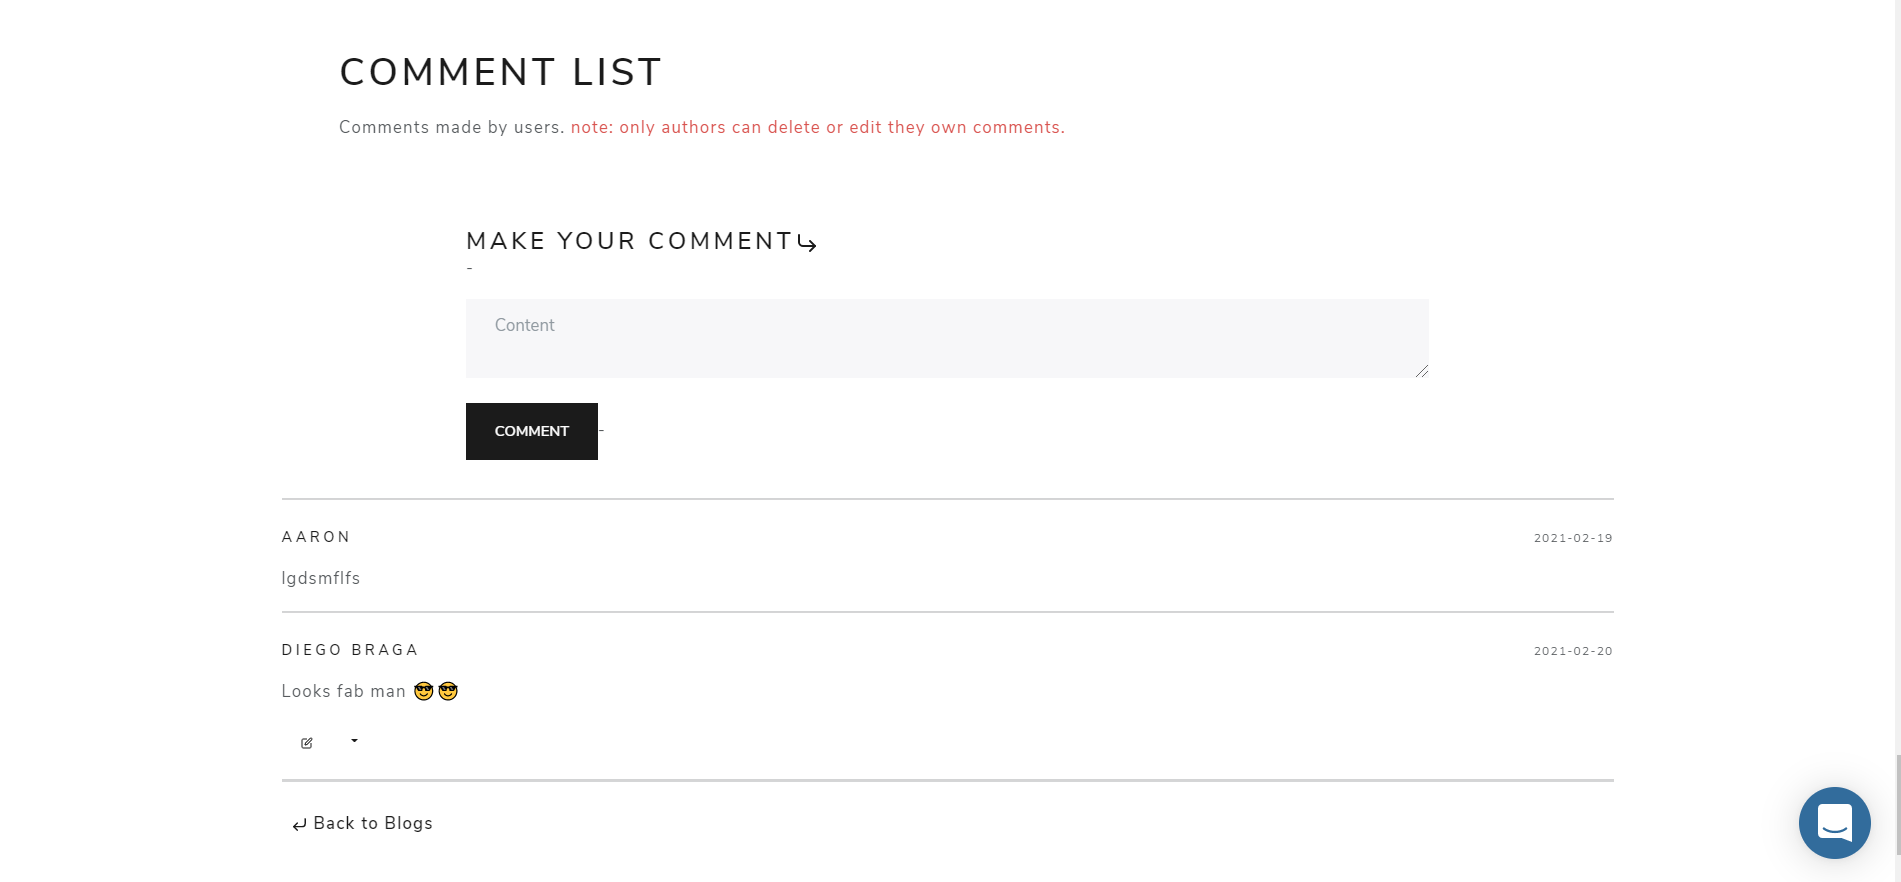 COMMENT LIST
Comments made by users. note: only authors can delete or edit they own comments.
MAKE YOUR COMMENT
-
Content
COMMENT -
AARON 2021-02-19
lgdsmflfs
DIEGO BRAGA 2021-02-20
Looks fab man 😎😎
Back to Blogs